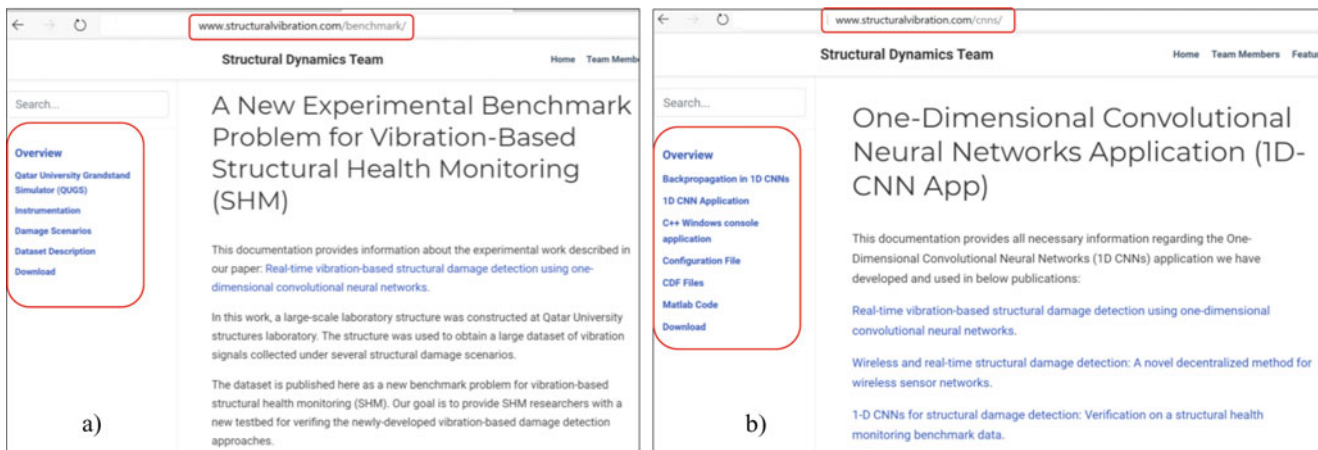 www.structuralvibration.com/benchmark/
Structural Dynamics Team
Home Team Memb
Search...
Overview
Qatar University Grandstand
Simulator (QUGS)
Instrumentation
Damage Scenarios
Dataset Description
Download
A New Experimental Benchmark
Problem for Vibration-Based
Structural Health Monitoring
(SHM)
This documentation provides information about the experimental work described in
our paper: Real-time vibration-based structural damage detection using one-
dimensional convolutional neural networks.
In this work, a large-scale laboratory structure was constructed at Qatar University
structures laboratory. The structure was used to obtain a large dataset of vibration
signals collected under several structural damage scenarios.
The dataset is published here as a new benchmark problem for vibration-based
structural health monitoring (SHM). Our goal is to provide SHM researchers with a
new testbed for verifing the newly-developed vibration-based damage detection
approaches.
a)
www.structuralvibration.com/cnns/
Structural Dynamics Team
Home Team Members Featur
Search...
Overview
Backpropagation in 1D CNNs
1D CNN Application
C++ Windows console
application
Configuration File
CDF Files
Matlab Code
Download
One-Dimensional Convolutional
Neural Networks Application (1D-
CNN App)
This documentation provides all necessary information regarding the One-
Dimensional Convolutional Neural Networks (1D CNNs) application we have
developed and used in below publications:
Real-time vibration-based structural damage detection using one-dimensional
convolutional neural networks.
Wireless and real-time structural damage detection: A novel decentralized method for
wireless sensor networks.
1-D CNNs for structural damage detection: Verification on a structural health
monitoring benchmark data.
b)